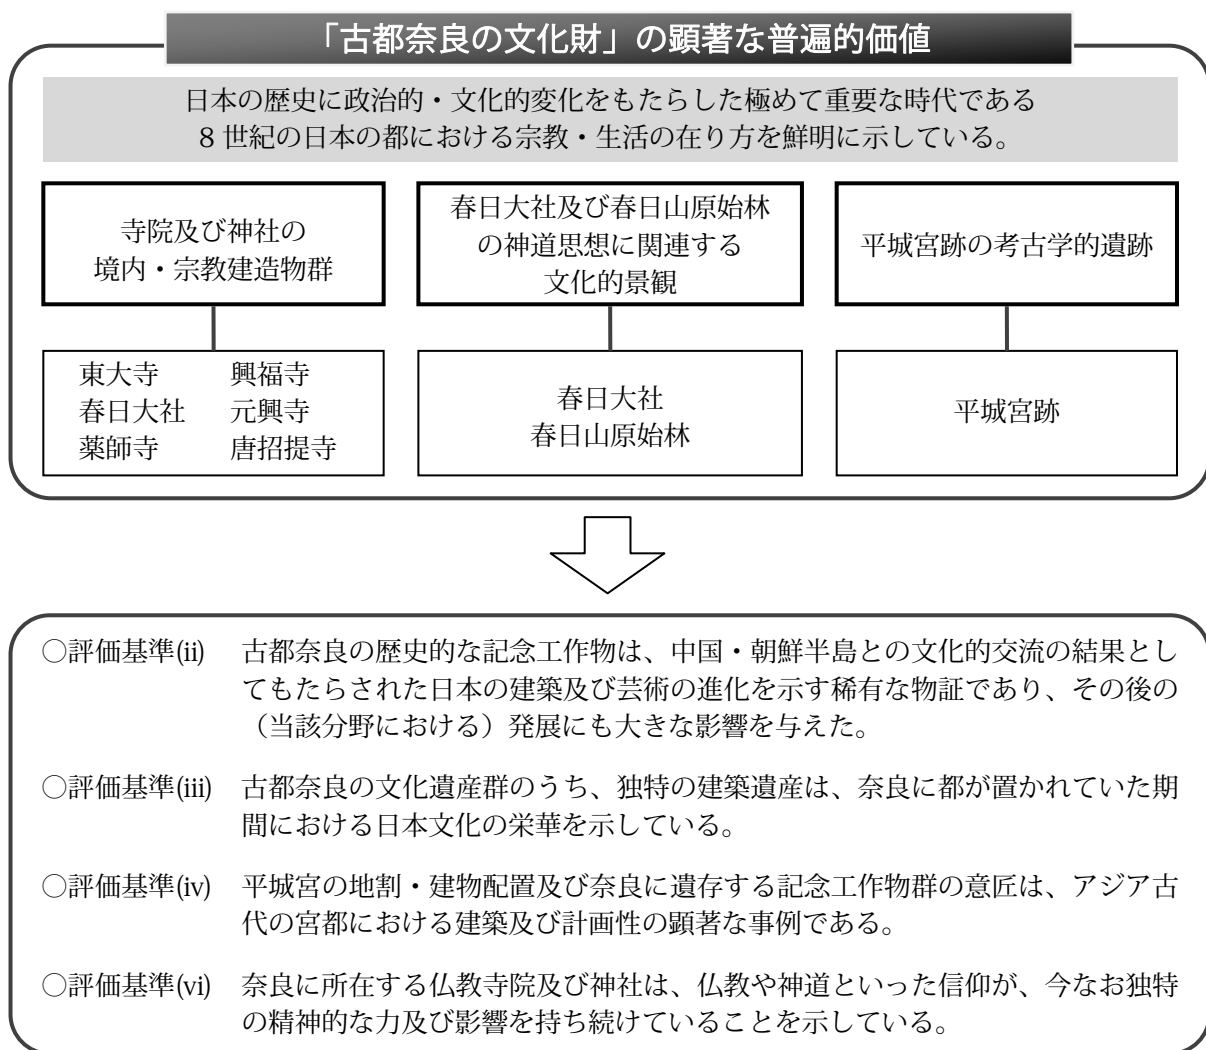 「古都奈良の文化財」の顕著な普遍的価値
日本の歴史に政治的・文化的変化をもたらした極めて重要な時代である
8 世紀の日本の都における宗教・生活の在り方を鮮明に示している。
寺院及び神社の
境内・宗教建造物群
春日大社及び春日山原始林
の神道思想に関連する
文化的景観
平城宮跡の考古学的遺跡
東大寺 興福寺
春日大社 元興寺
薬師寺 唐招提寺
春日大社
春日山原始林
平城宮跡
○評価基準(ii) 古都奈良の歴史的な記念工作物は、中国・朝鮮半島との文化的交流の結果とし
てもたらされた日本の建築及び芸術の進化を示す稀有な物証であり、その後の
（当該分野における）発展にも大きな影響を与えた。
○評価基準(iii) 古都奈良の文化遺産群のうち、独特の建築遺産は、奈良に都が置かれていた期
間における日本文化の栄華を示している。
○評価基準(iv) 平城宮の地割・建物配置及び奈良に遺存する記念工作物群の意匠は、アジア古
代の宮都における建築及び計画性の顕著な事例である。
○評価基準(vi) 奈良に所在する仏教寺院及び神社は、仏教や神道といった信仰が、今なお独特
の精神的な力及び影響を持ち続けていることを示している。